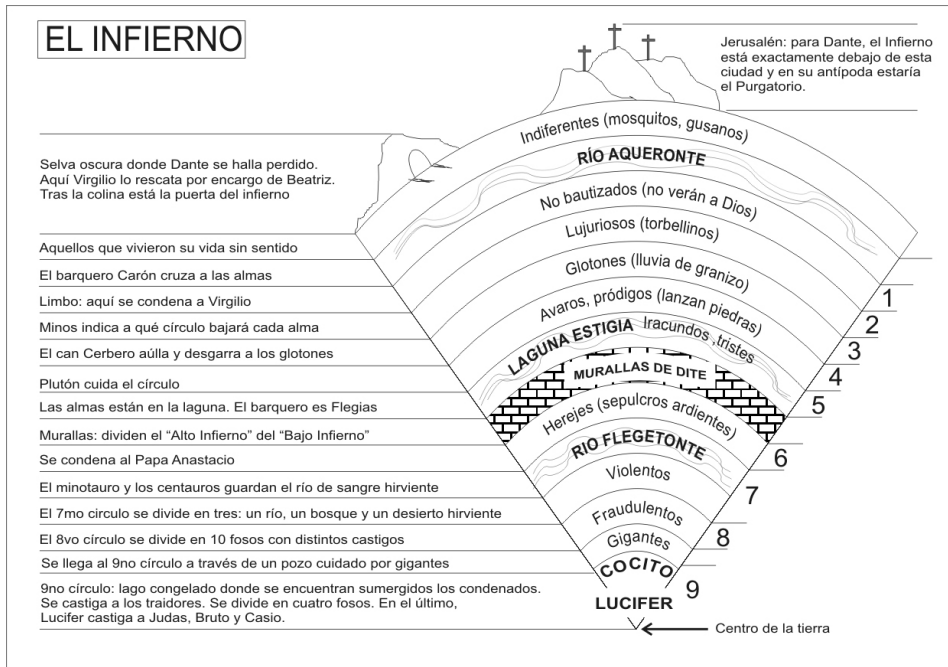 EL INFIERNO
Jerusalén: para Dante, el Infierno
está exactamente debajo de esta
ciudad y en su antípoda estaría
el Purgatorio.
Selva oscura donde Dante se halla perdido.
Aquí Virgilio lo rescata por encargo de Beatriz.
Tras la colina está la puerta del infierno
Aquellos que vivieron su vida sin sentido
El barquero Carón cruza a las almas
Limbo: aquí se condena a Virgilio
Minos indica a qué círculo bajará cada alma
El can Cerbero aúlla y desgarra a los glotones
Plutón cuida el círculo
Las almas están en la laguna. El barquero es Flegias
Murallas: dividen el “Alto Infierno” del “Bajo Infierno”
Se condena al Papa Anastacio
El minotauro y los centauros guardan el río de sangre hirviente
El 7mo circulo se divide en tres: un río, un bosque y un desierto hirviente
El 8vo círculo se divide en 10 fosos con distintos castigos
Se llega al 9no círculo a través de un pozo cuidado por gigantes
9no círculo: lago congelado donde se encuentran sumergidos los condenados.
Se castiga a los traidores. Se divide en cuatro fosos. En el último,
Lucifer castiga a Judas, Bruto y Casio.
Indiferentes (mosquitos, gusanos)
RÍO AQUERONTE
No bautizados (no verán a Dios)
Lujuriosos (torbellinos)
Glotones (lluvia de granizo)
Avaros, pródigos (lanzan piedras)
LAGUNA ESTIGIA Iracundos ,tristes
MURALLAS DE DITE
Herejes (sepulcros ardientes)
RIO FLEGETONTE
Violentos
Fraudulentos
Gigantes
COCITO
LUCIFER
1
2
3
4
5
6
7
8
9
Centro de la tierra